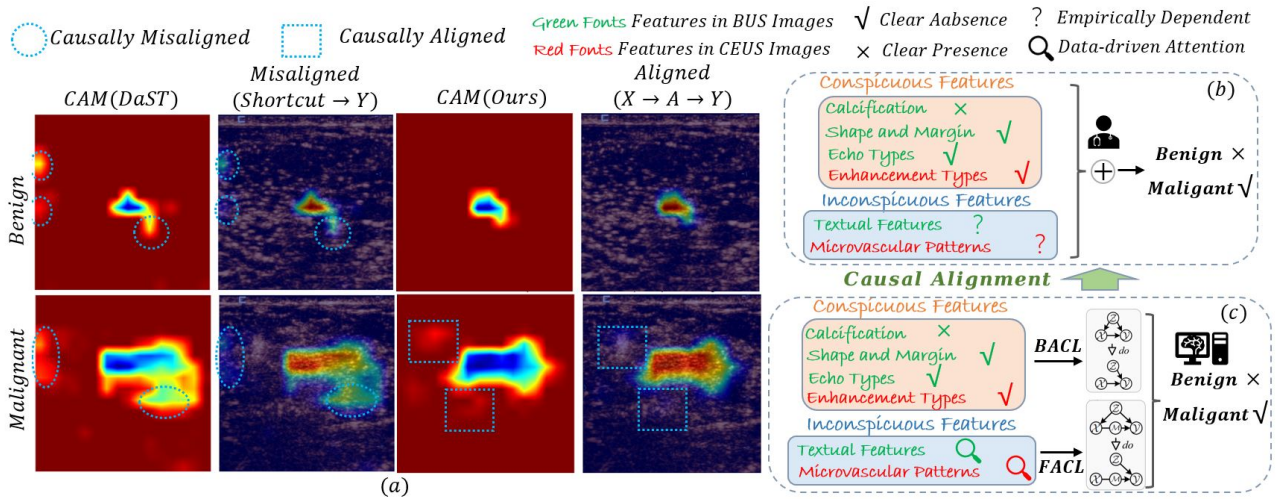 Causally Misaligned
Causally Aligned
Green Fonts Features in BUS Images
√ Clear Aabsence
? Empirically Dependent
Red Fonts Features in CEUS Images
× Clear Presence
Data-driven Attention
CAM(DaST)
Misaligned
(Shortcut → Y)
CAM(Ours)
Aligned
(X → A → Y)
Benign
Malignant
(a)
Conspicuous Features
(b)
Calcification ×
Shape and Margin √
Echo Types √
Enhancement Types √
Inconspicuous Features
Textual Features ?
Microvascular Patterns ?
+
Benign ×
Maligant √
Causal Alignment
Conspicuous Features
(c)
Calcification ×
Shape and Margin √
Echo Types √
Enhancement Types √
BACL
Z
X Y
do
Z
X Y
Inconspicuous Features
Textual Features
Microvascular Patterns
FACL
Z
X M Y
do
Z
X M Y
Benign ×
Maligant √